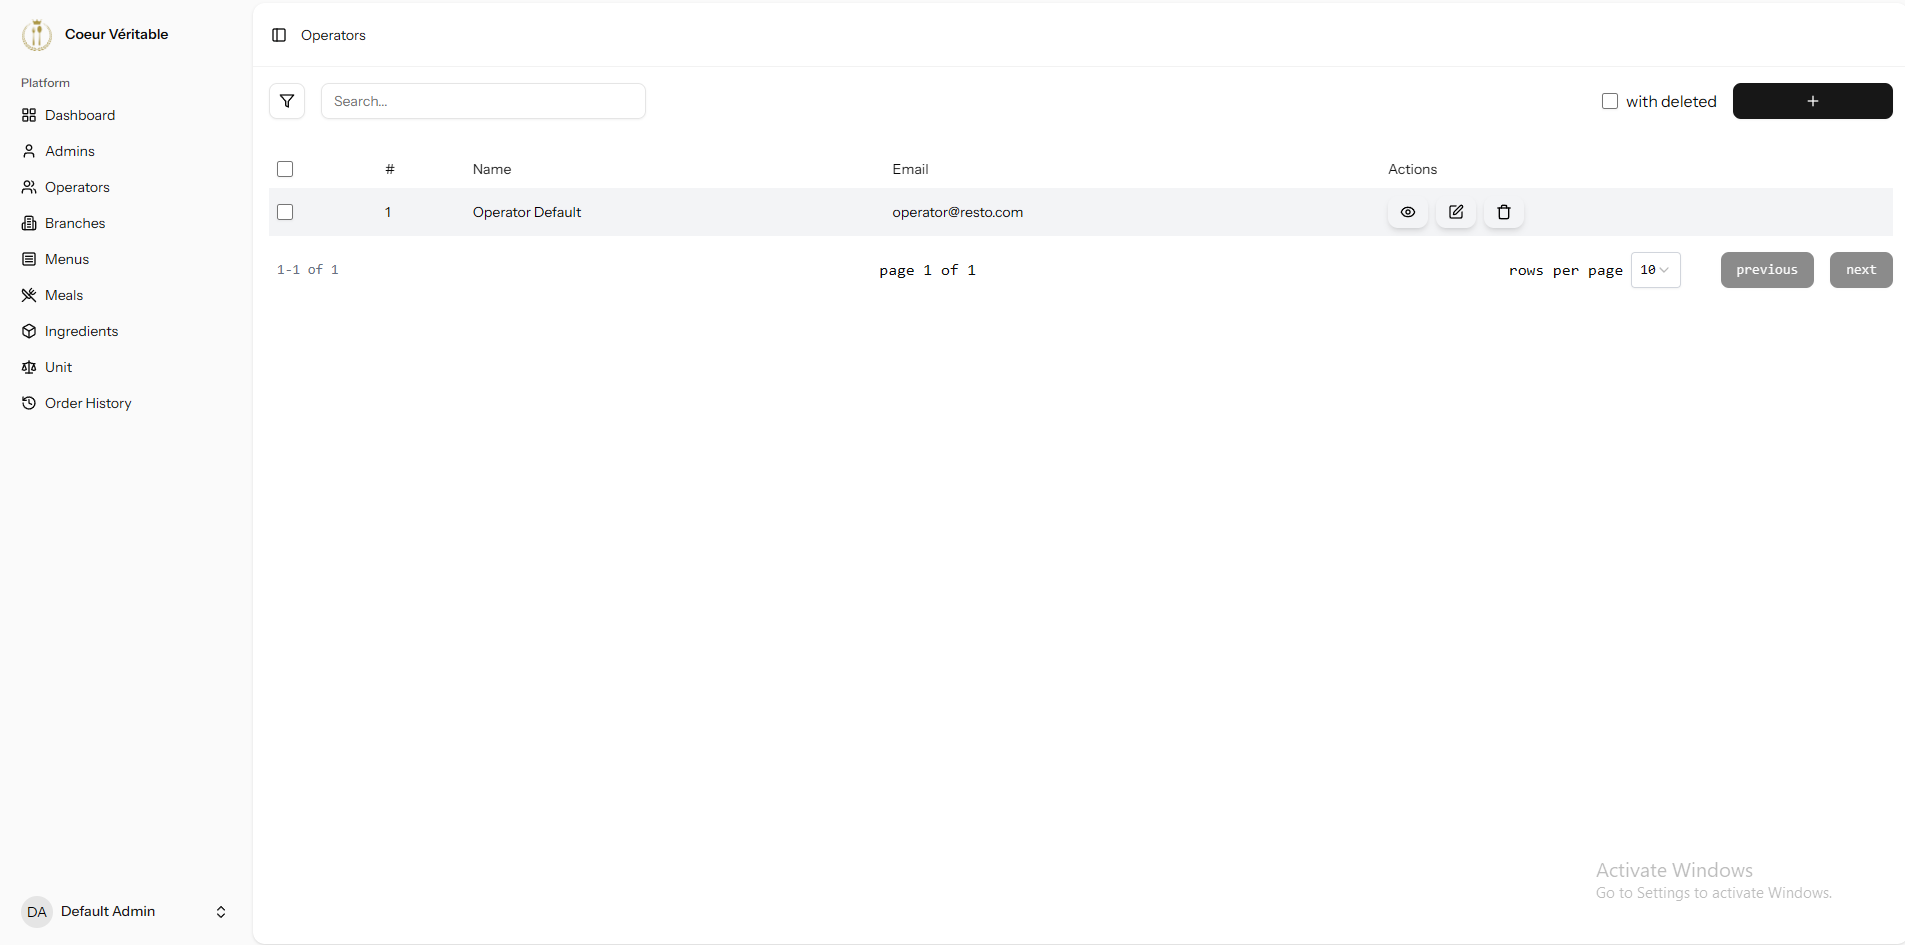 Coeur Véritable
Platform
Dashboard
Admins
Operators
Branches
Menus
Meals
Ingredients
Unit
Order History
DA Default Admin
Operators
Search...
with deleted
+
# Name Email Actions
1 Operator Default operator@resto.com
1-1 of 1 page 1 of 1 rows per page 10 previous next
Activate Windows
Go to Settings to activate Windows.